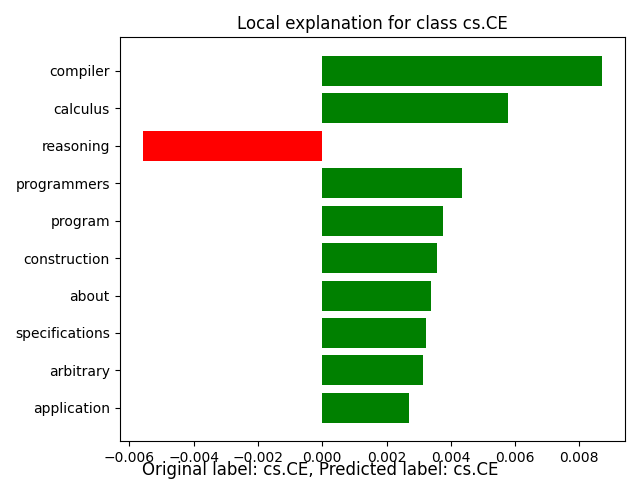 Local explanation for class cs.CE
compiler
calculus
reasoning
programmers
program
construction
about
specifications
arbitrary
application
−0.006 −0.004 −0.002 0.000 0.002 0.004 0.006 0.008
Original label: cs.CE, Predicted label: cs.CE